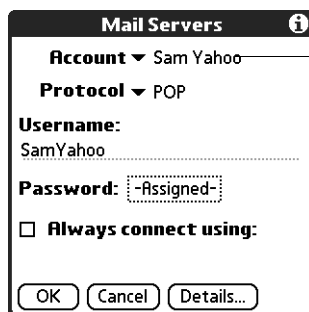 Mail Servers
Account Sam Yahoo
Protocol POP
Username:
SamYahoo
Password: -Assigned-
Always connect using:
OK Cancel Details...